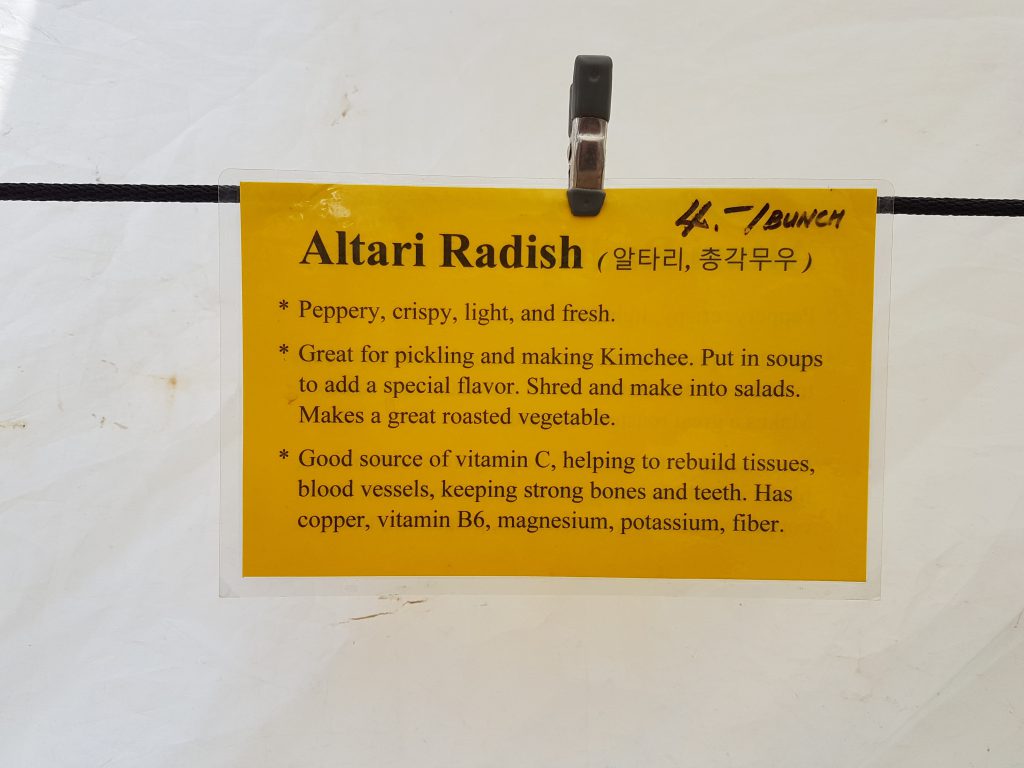 4.-/BUNCH
Altari Radish (알타리, 총각무우)
* Peppery, crispy, light, and fresh.
* Great for pickling and making Kimchee. Put in soups
to add a special flavor. Shred and make into salads.
Makes a great roasted vegetable.
* Good source of vitamin C, helping to rebuild tissues,
blood vessels, keeping strong bones and teeth. Has
copper, vitamin B6, magnesium, potassium, fiber.